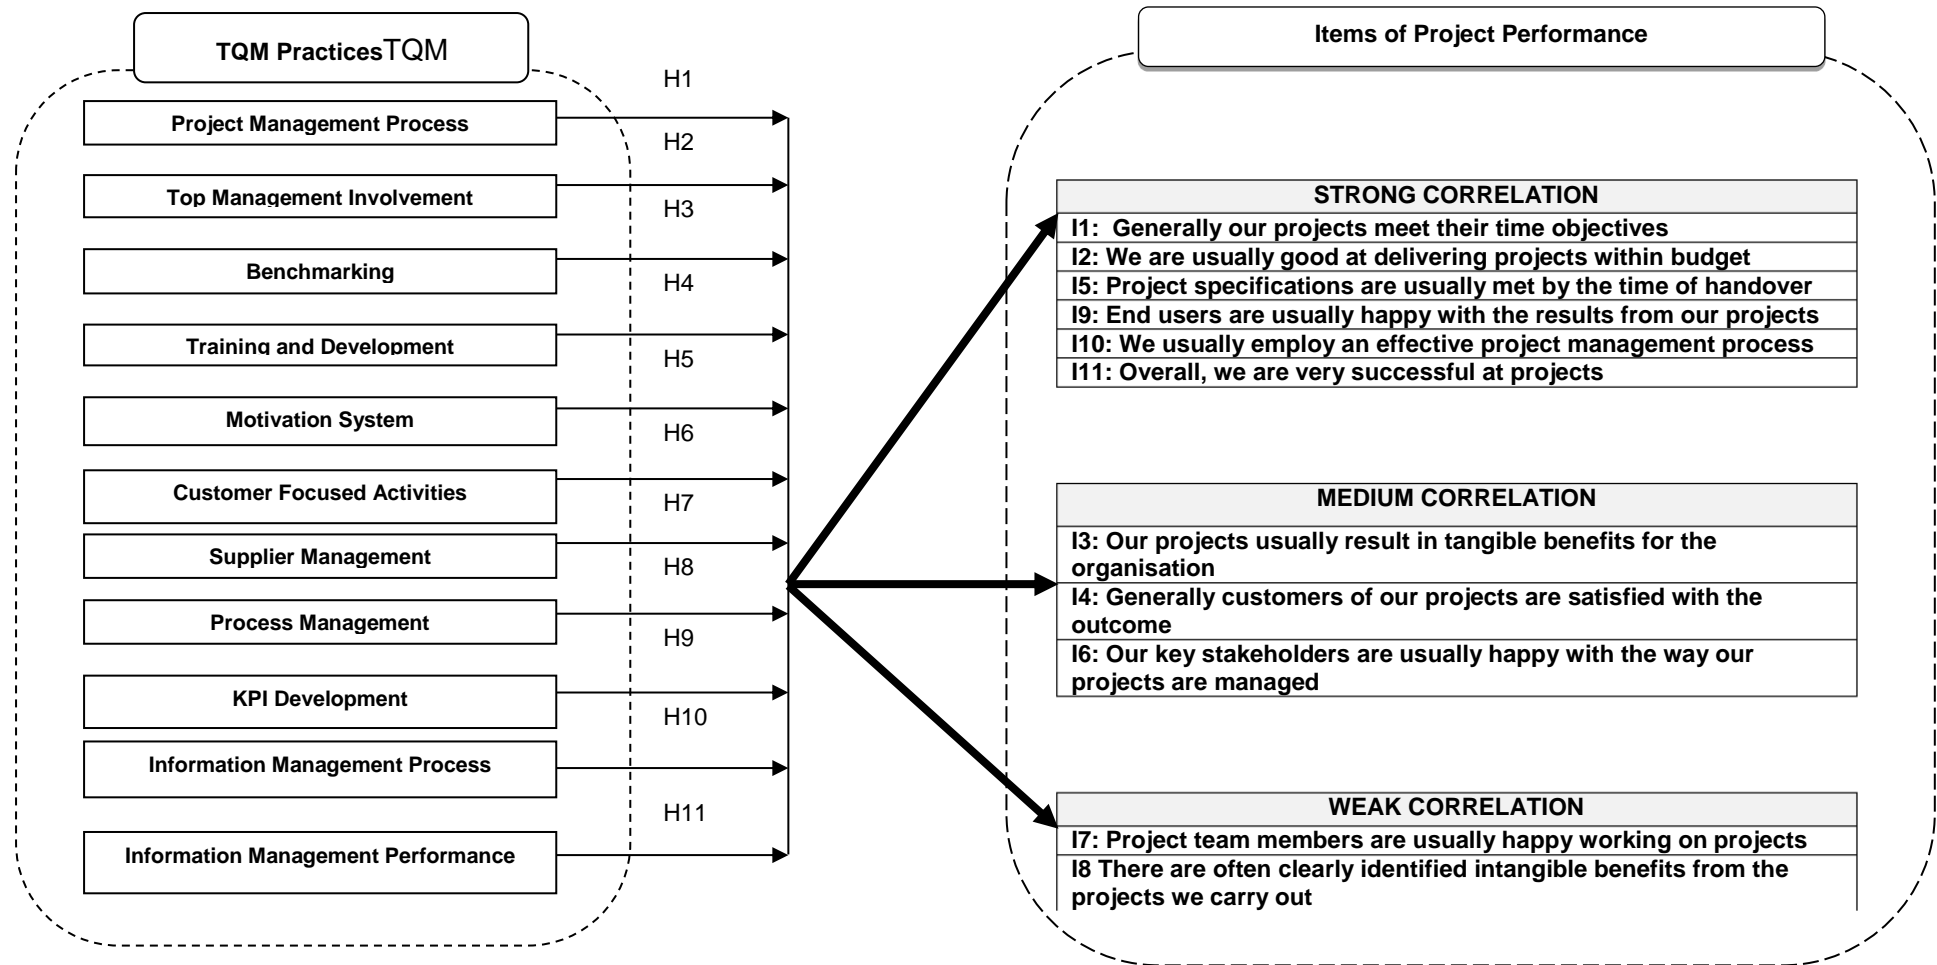 TQM PracticesTQM
Project Management Process
Top Management Involvement
Benchmarking
Training and Development
Motivation System
Customer Focused Activities
Supplier Management
Process Management
KPI Development
Information Management Process
Information Management Performance
H1
H2
H3
H4
H5
H6
H7
H8
H9
H10
H11
Items of Project Performance
STRONG CORRELATION
I1:  Generally our projects meet their time objectives
I2: We are usually good at delivering projects within budget
I5: Project specifications are usually met by the time of handover
I9: End users are usually happy with the results from our projects
I10: We usually employ an effective project management process
I11: Overall, we are very successful at projects
MEDIUM CORRELATION
I3: Our projects usually result in tangible benefits for the
organisation
I4: Generally customers of our projects are satisfied with the
outcome
I6: Our key stakeholders are usually happy with the way our
projects are managed
WEAK CORRELATION
I7: Project team members are usually happy working on projects
I8 There are often clearly identified intangible benefits from the
projects we carry out